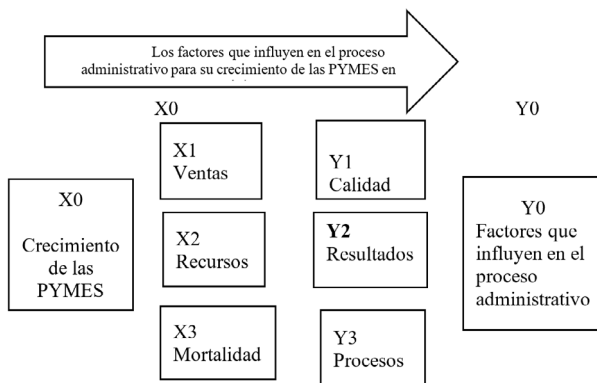 Los factores que influyen en el proceso
administrativo para su crecimiento de las PYMES en
X0
Y0
X1
Ventas
Y1
Calidad
X0
Crecimiento
de las
PYMES
X2
Recursos
Y2
Resultados
Y0
Factores que
influyen en el
proceso
administrativo
X3
Mortalidad
Y3
Procesos